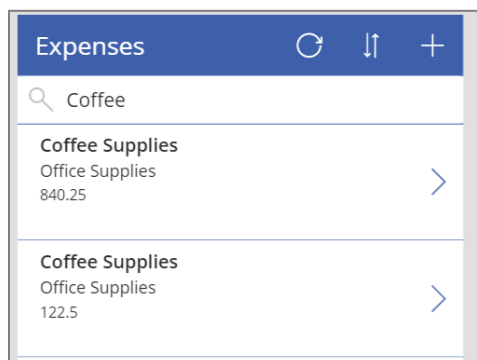 Expenses
Coffee
Coffee Supplies
Office Supplies
840.25
Coffee Supplies
Office Supplies
122.5